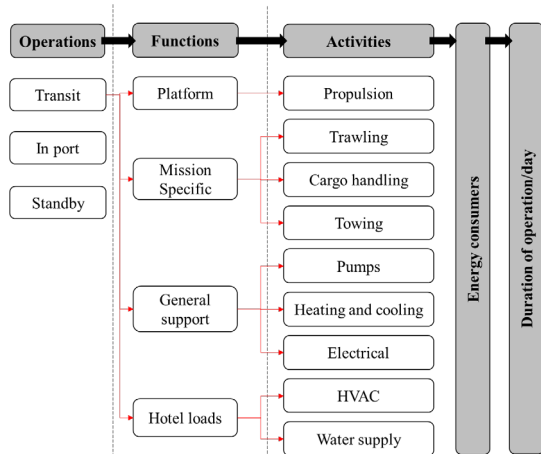 Operations
Functions
Activities
Transit
Platform
Propulsion
In port
Trawling
Mission
Specific
Cargo handling
Standby
Towing
Pumps
General
support
Heating and cooling
Electrical
Hotel loads
HVAC
Water supply
Energy consumers
Duration of operation/day